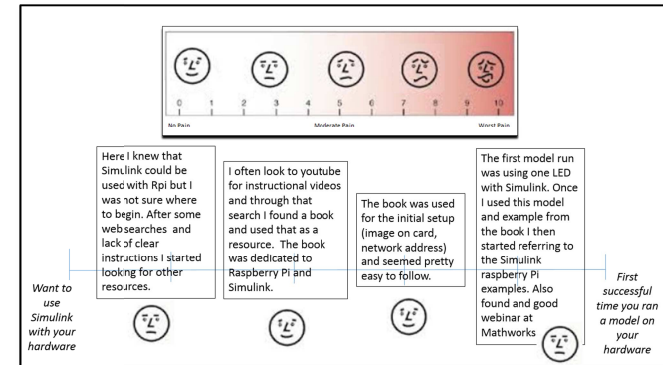 0 1 2 3 4 5 6 7 8 9 10
No Pain Moderate Pain Worst Pain
Here I knew that
Simulink could be
used with Rpi but I
was not sure where
to begin. After some
web searches and
lack of clear
instructions I started
looking for other
resources.
I often look to youtube
for instructional videos
and through that
search I found a book
and used that as a
resource. The book
was dedicated to
Raspberry Pi and
Simulink.
The book was used
for the initial setup
(image on card,
network address)
and seemed pretty
easy to follow.
The first model run
was using one LED
with Simulink. Once
I used this model
and example from
the book I then
started referring to
the Simulink
raspberry Pi
examples. Also
found and good
webinar at
Mathworks
Want to
use
Simulink
with your
hardware
First
successful
time you ran
a model on
your
hardware